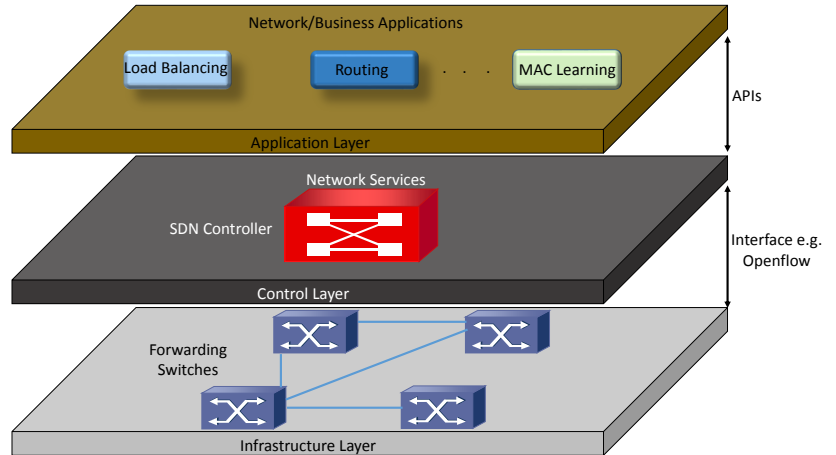 Network/Business Applications
Load Balancing
Routing
. . .
MAC Learning
APIs
Application Layer
Network Services
SDN Controller
Interface e.g.
Openflow
Control Layer
Forwarding
Switches
Infrastructure Layer